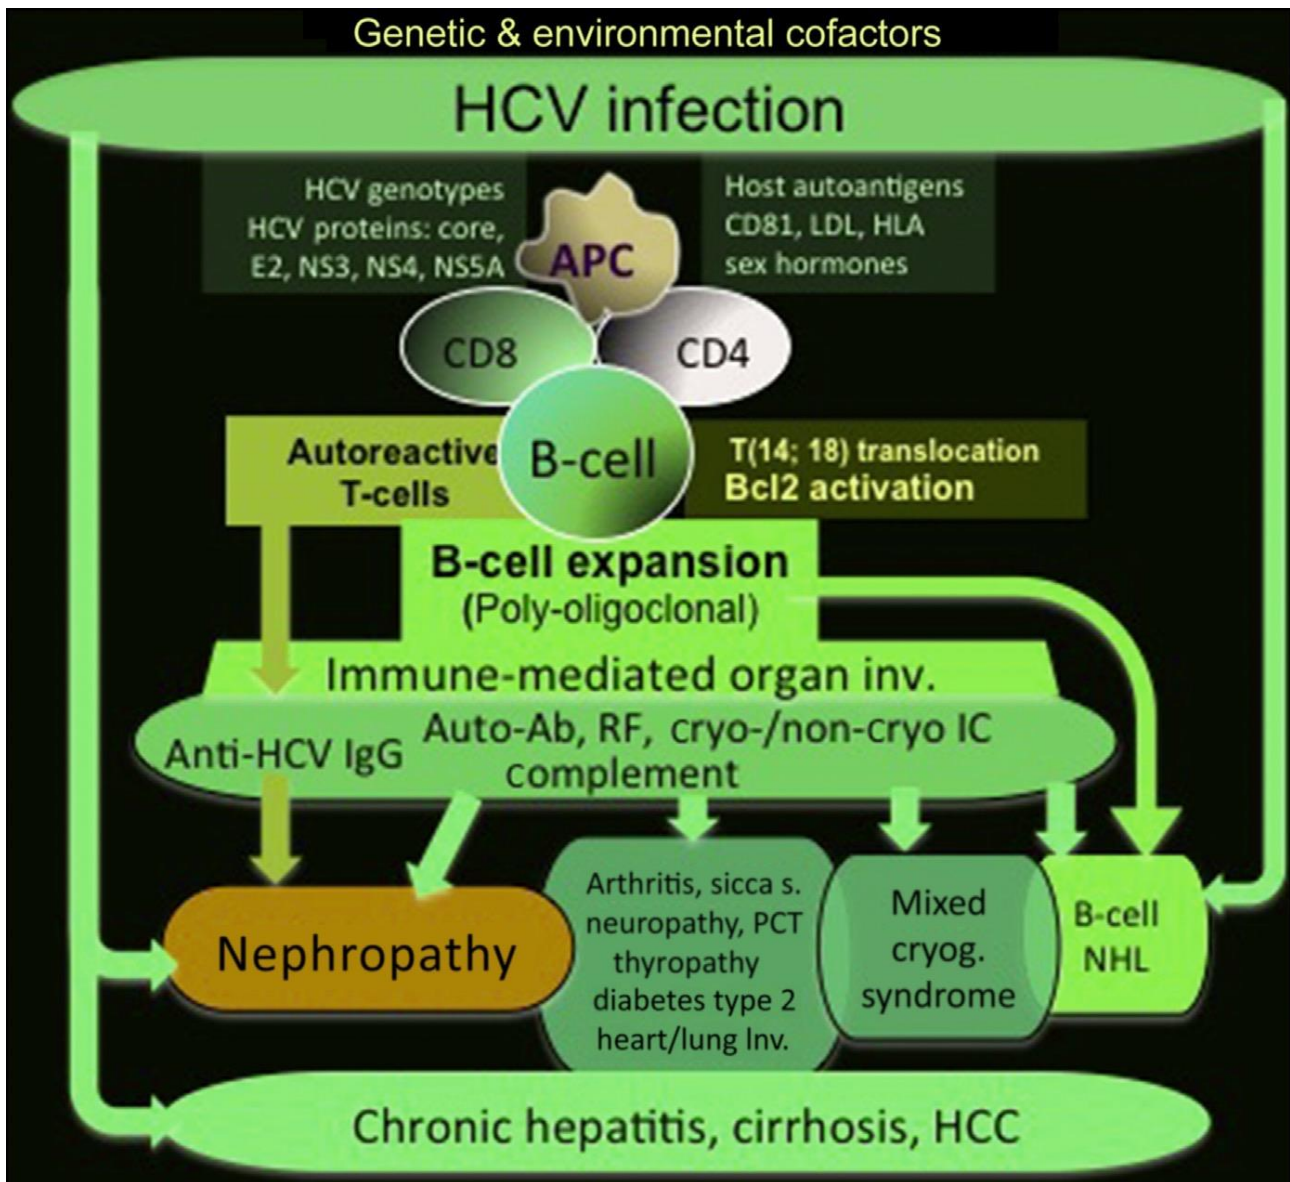 Genetic & environmental cofactors
HCV infection
HCV genotypes
HCV proteins: core,
E2, NS3, NS4, NS5A
APC
Host autoantigens
CD81, LDL, HLA
sex hormones
CD8
CD4
Autoreactive
T-cells
B-cell
T(14; 18) translocation
Bcl2 activation
B-cell expansion
(Poly-oligoclonal)
Immune-mediated organ inv.
Anti-HCV IgG
Auto-Ab, RF, cryo-/non-cryo IC
complement
Nephropathy
Arthritis, sicca s.
neuropathy, PCT
thyropathy
diabetes type 2
heart/lung Inv.
Mixed
cryog.
syndrome
B-cell
NHL
Chronic hepatitis, cirrhosis, HCC